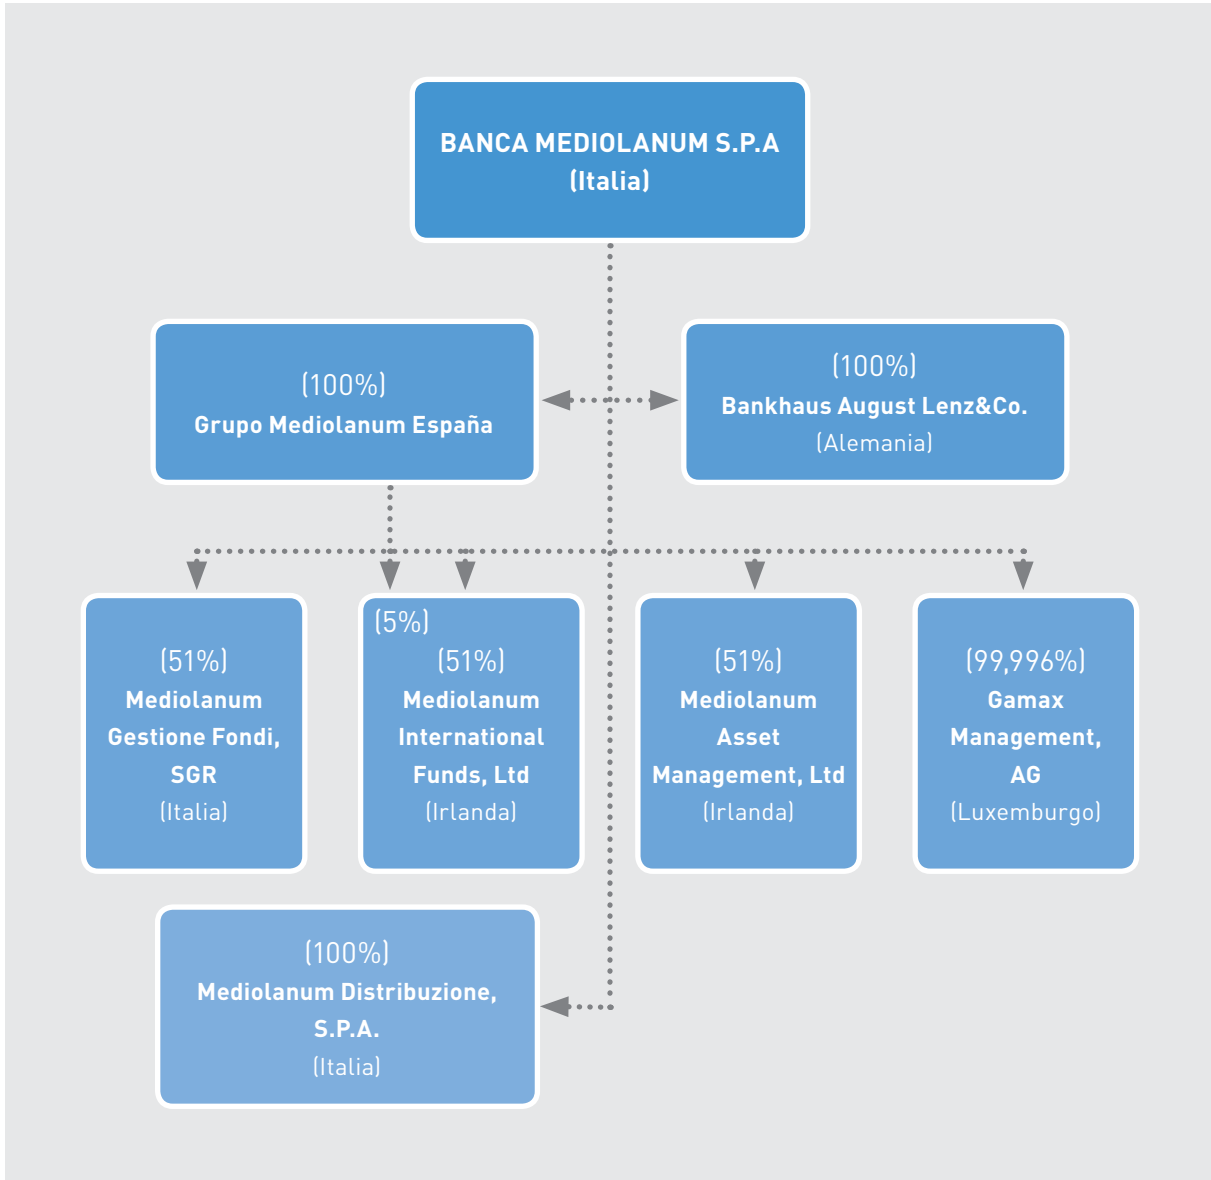 BANCA MEDIOLANUM S.P.A
(Italia)
(100%)
Grupo Mediolanum España
(100%)
Bankhaus August Lenz&Co.
(Alemania)
(51%)
Mediolanum
Gestione Fondi,
SGR
(Italia)
(5%)
(51%)
Mediolanum
International
Funds, Ltd
(Irlanda)
(51%)
Mediolanum
Asset
Management, Ltd
(Irlanda)
(99,996%)
Gamax
Management,
AG
(Luxemburgo)
(100%)
Mediolanum Distribuzione,
S.P.A.
(Italia)